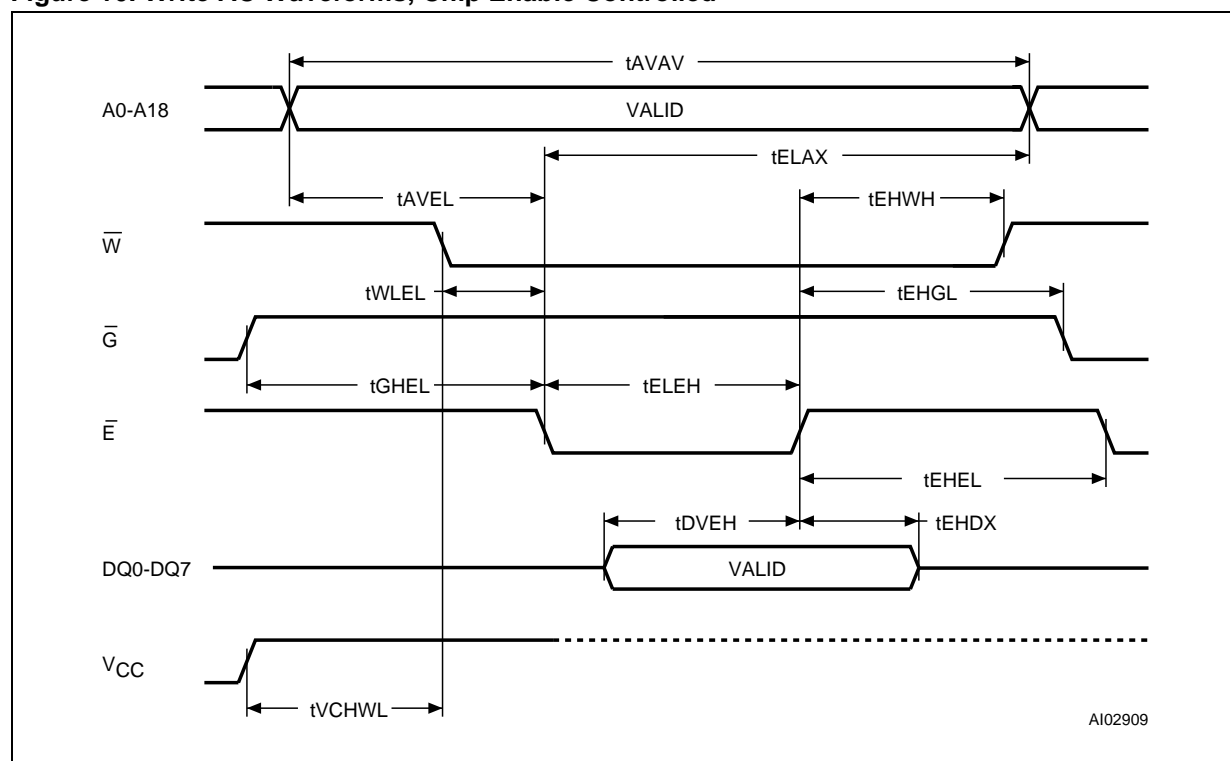 tAVAV
A0-A18
VALID
tELAX
tAVEL
tEHWH
W̅
tWLEL
tEHGL
G̅
tGHEL
tELEH
E̅
tEHEL
tDVEH
tEHDX
DQ0-DQ7
VALID
VCC
tVCHWL
AI02909